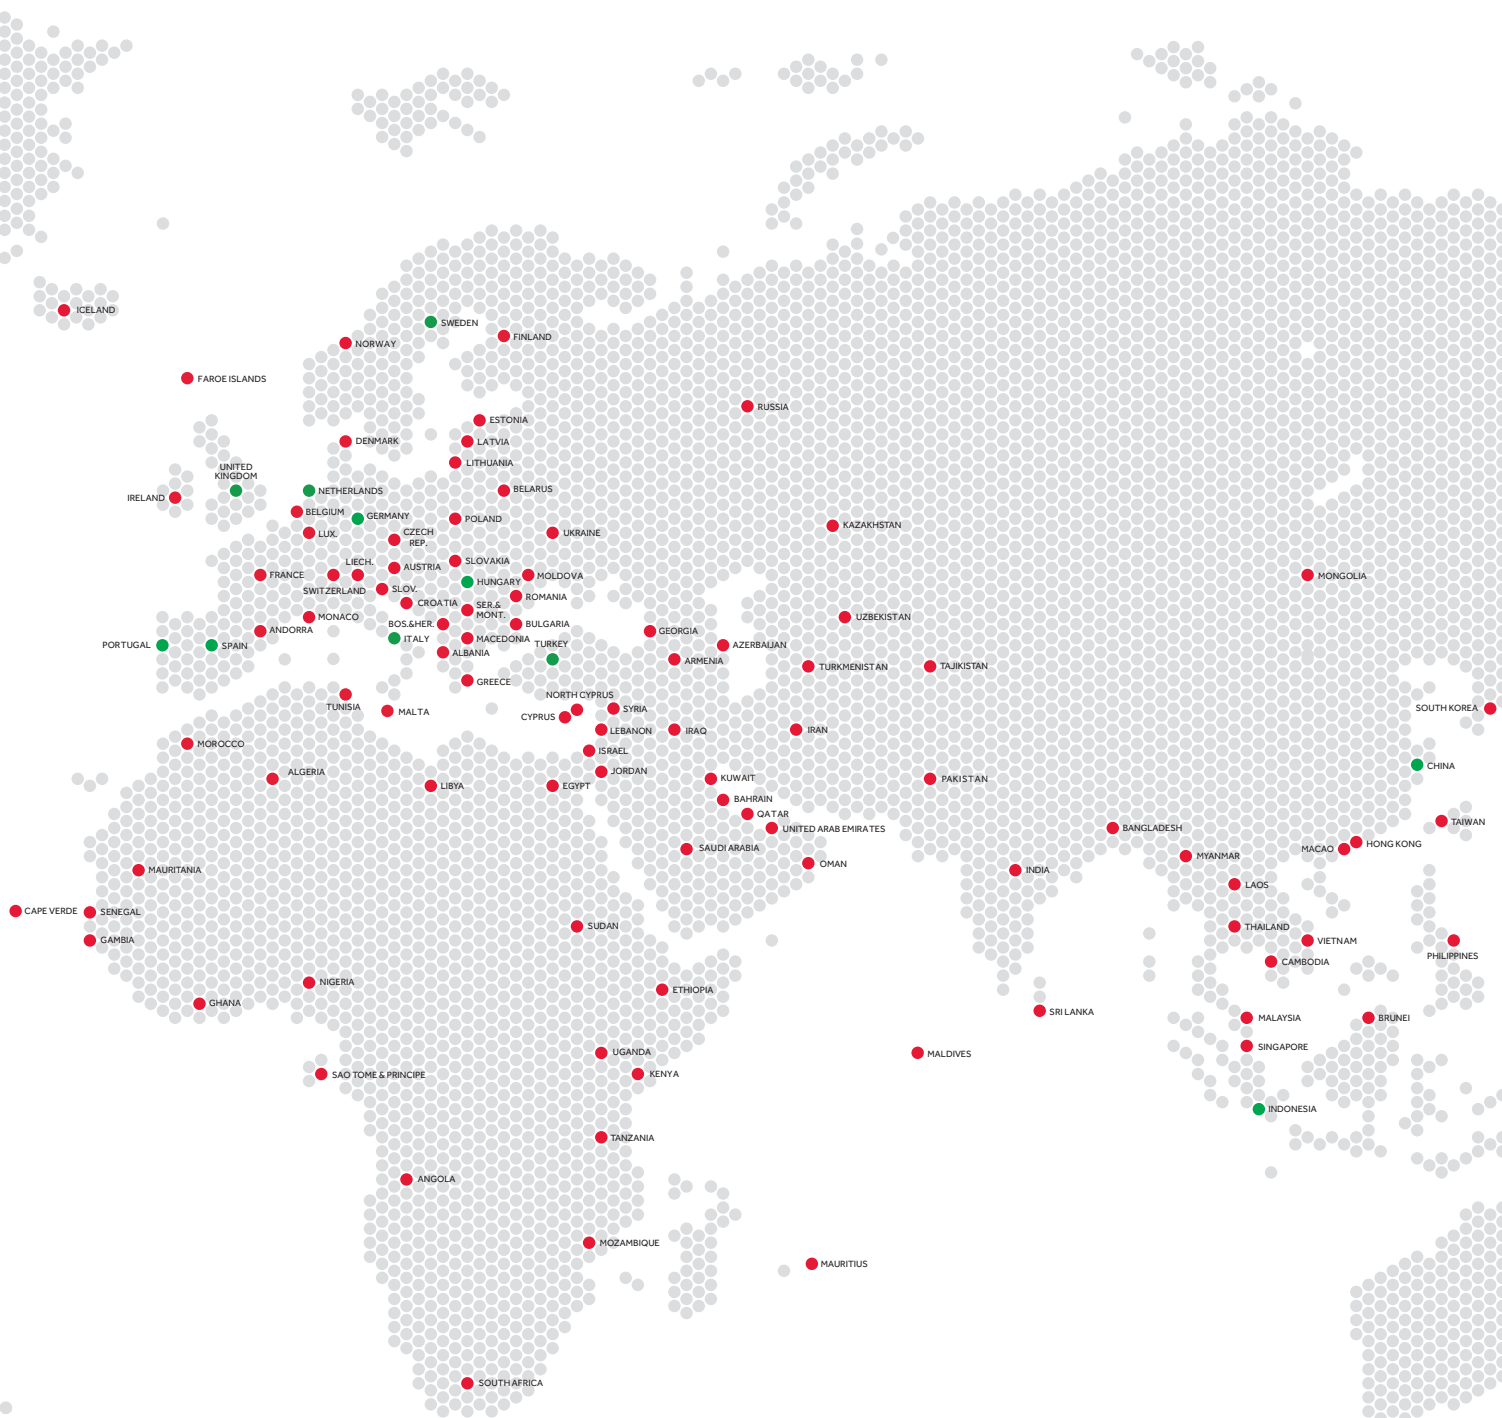 ICELAND
SWEDEN
FINLAND
NORWAY
FAROE ISLANDS
RUSSIA
ESTONIA
DENMARK
LATVIA
LITHUANIA
UNITED
KINGDOM
NETHERLANDS
BELARUS
IRELAND
BELGIUM
GERMANY
POLAND
KAZAKHSTAN
LUX.
CZECH
REP.
UKRAINE
LIECH.
SLOVAKIA
AUSTRIA
FRANCE
MOLDOVA
MONGOLIA
HUNGARY
SWITZERLAND
SLOV.
ROMANIA
CROATIA
SER.&
MONT.
MONACO
UZBEKISTAN
BOS.&HER.
BULGARIA
ANDORRA
GEORGIA
ITALY
MACEDONIA
TURKEY
PORTUGAL
SPAIN
AZERBAIJAN
ALBANIA
ARMENIA
TURKMENISTAN
TAJIKISTAN
GREECE
NORTH CYPRUS
TUNISIA
MALTA
CYPRUS
SYRIA
SOUTH KOREA
LEBANON
IRAQ
IRAN
MOROCCO
ISRAEL
CHINA
ALGERIA
JORDAN
KUWAIT
PAKISTAN
LIBYA
EGYPT
BAHRAIN
QATAR
TAIWAN
UNITED ARAB EMIRATES
BANGLADESH
HONG KONG
SAUDI ARABIA
MACAO
MYANMAR
OMAN
MAURITANIA
INDIA
LAOS
CAPE VERDE
SENEGAL
SUDAN
THAILAND
GAMBIA
VIETNAM
PHILIPPINES
CAMBODIA
NIGERIA
ETHIOPIA
GHANA
SRI LANKA
MALAYSIA
BRUNEI
SINGAPORE
UGANDA
MALDIVES
SAO TOME & PRINCIPE
KENYA
INDONESIA
TANZANIA
ANGOLA
MOZAMBIQUE
MAURITIUS
SOUTH AFRICA